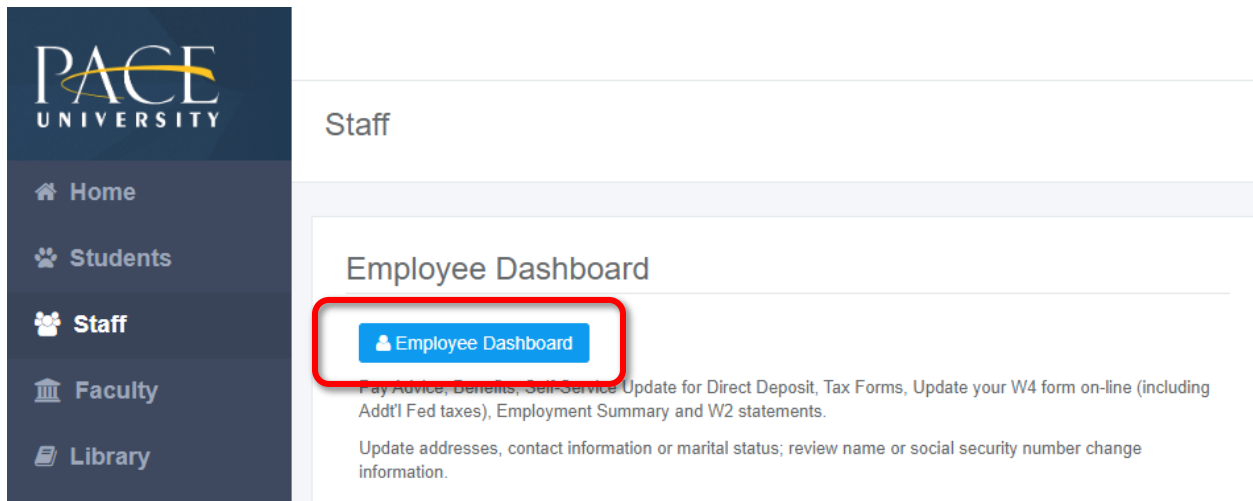 PACE
UNIVERSITY
Home
Students
Staff
Faculty
Library
Staff
Employee Dashboard
Employee Dashboard
Pay Advice, Benefits, Self-Service Update for Direct Deposit, Tax Forms, Update your W4 form on-line (including
Addt'l Fed taxes), Employment Summary and W2 statements.
Update addresses, contact information or marital status; review name or social security number change
information.